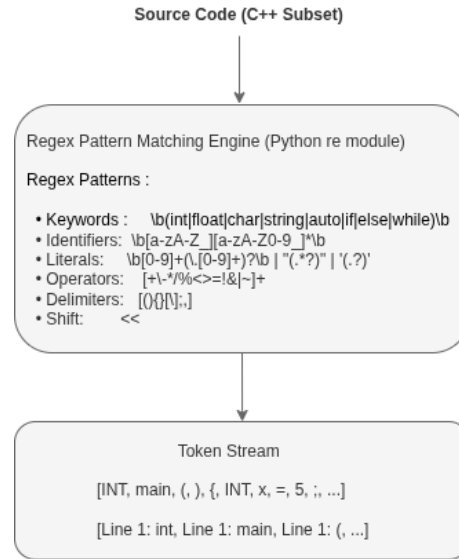 Source Code (C++ Subset)
Regex Pattern Matching Engine (Python re module)
Regex Patterns :
• Keywords : \b(int|float|char|string|auto|if|else|while)\b
• Identifiers: \b[a-zA-Z_][a-zA-Z0-9_]*\b
• Literals: \b[0-9]+(\.[0-9]+)?\b | "(.*?)" | '(.?)'
• Operators: [+\-*/%<>=!&|~]+
• Delimiters: [(){}[\];,]
• Shift: <<
Token Stream
[INT, main, (, ), {, INT, x, =, 5, ;, ...]
[Line 1: int, Line 1: main, Line 1: (, ...]